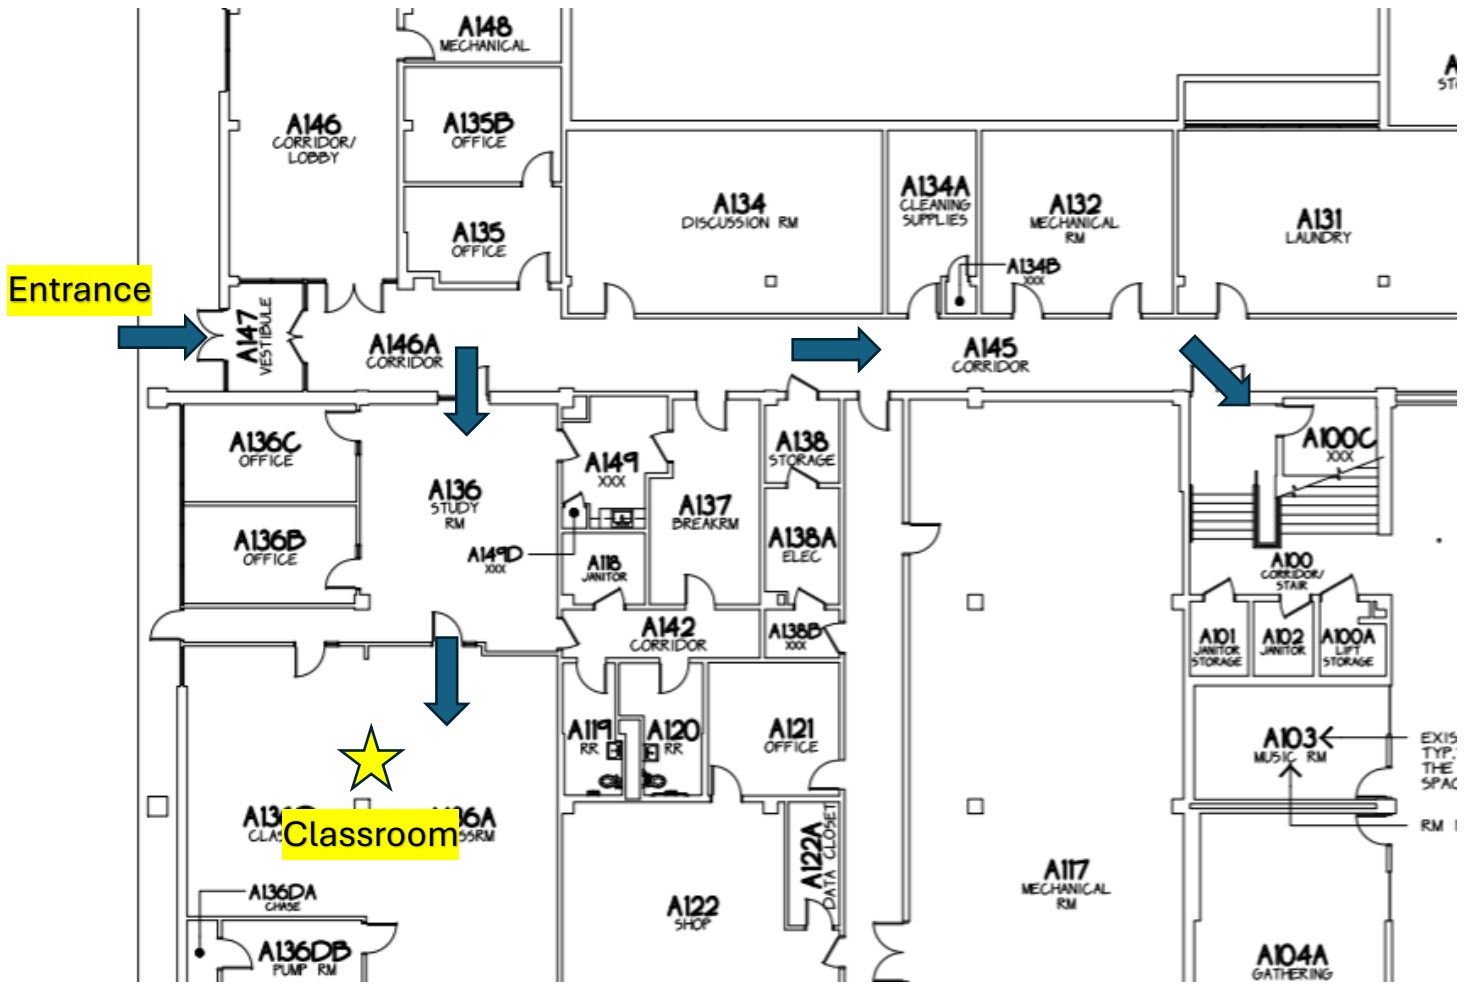 A148
MECHANICAL
A135B
OFFICE
A146
CORRIDOR/
LOBBY
A135
OFFICE
A134
DISCUSSION RM
A134A
CLEANING
SUPPLIES
A134B
XXX
A132
MECHANICAL
RM
A131
LAUNDRY
Entrance
A147
VESTIBULE
A146A
CORRIDOR
A145
CORRIDOR
A136C
OFFICE
A136B
OFFICE
A136
STUDY
RM
A149
XXX
A149D
XXX
A118
JANITOR
A137
BREAKRM
A138
STORAGE
A138A
ELEC
A138B
XXX
A142
CORRIDOR
A100C
XXX
A100
CORRIDOR/
STAIR
A101
JANITOR
STORAGE
A102
JANITOR
A100A
LIFT
STORAGE
A119
RR
A120
RR
A121
OFFICE
A103
MUSIC RM
Classroom
A136DA
CHASE
A136DB
PUMP RM
A122
SHOP
A122A
DATA CLOSET
A117
MECHANICAL
RM
A104A
GATHERING
THE
RM